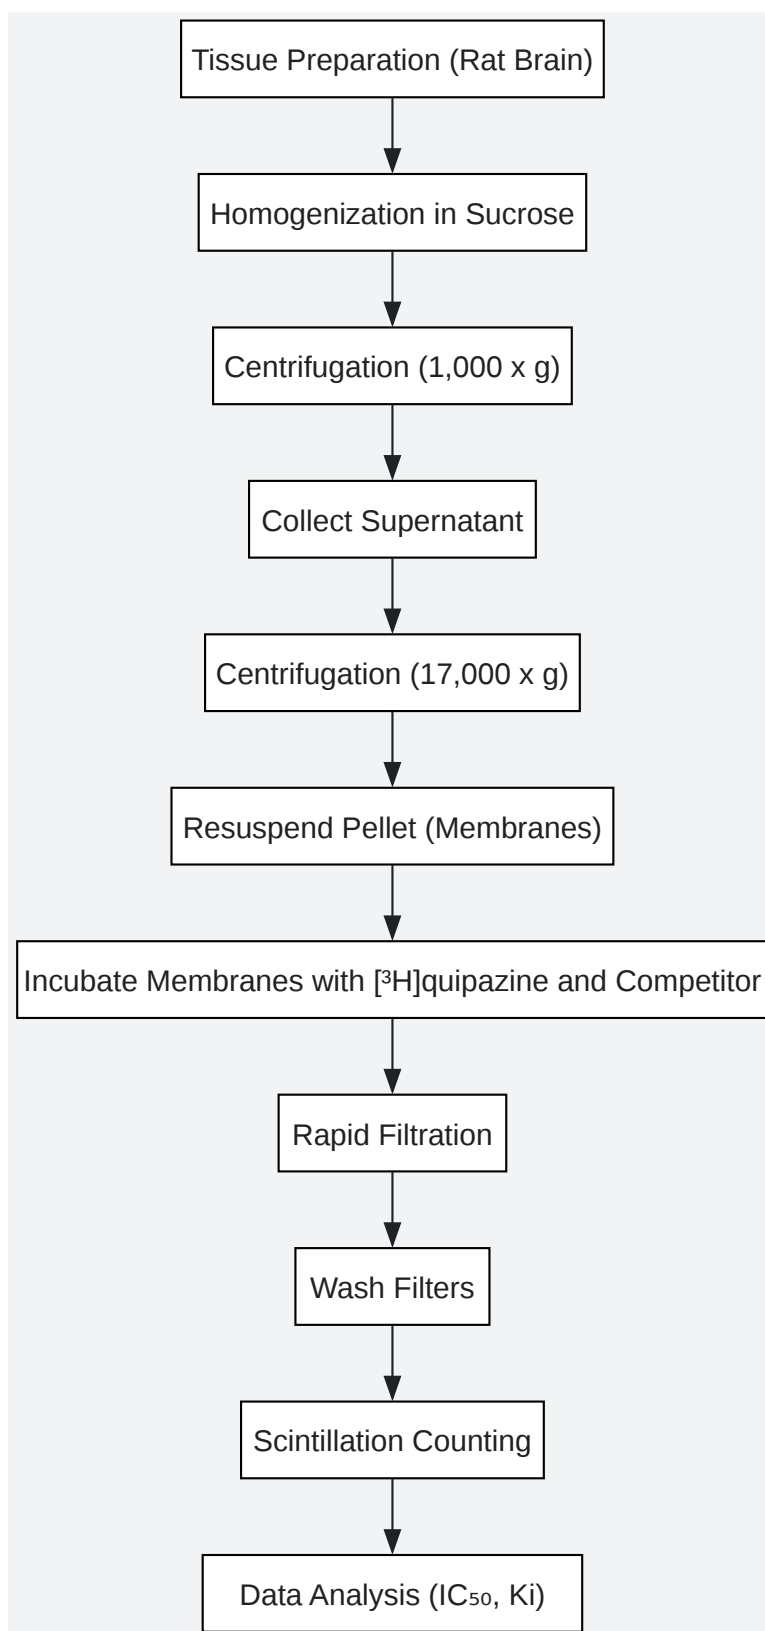 Tissue Preparation (Rat Brain)
Homogenization in Sucrose
Centrifugation (1,000 x g)
Collect Supernatant
Centrifugation (17,000 x g)
Resuspend Pellet (Membranes)
Incubate Membranes with [³H]quipazine and Competitor
Rapid Filtration
Wash Filters
Scintillation Counting
Data Analysis (IC₅₀, Ki)